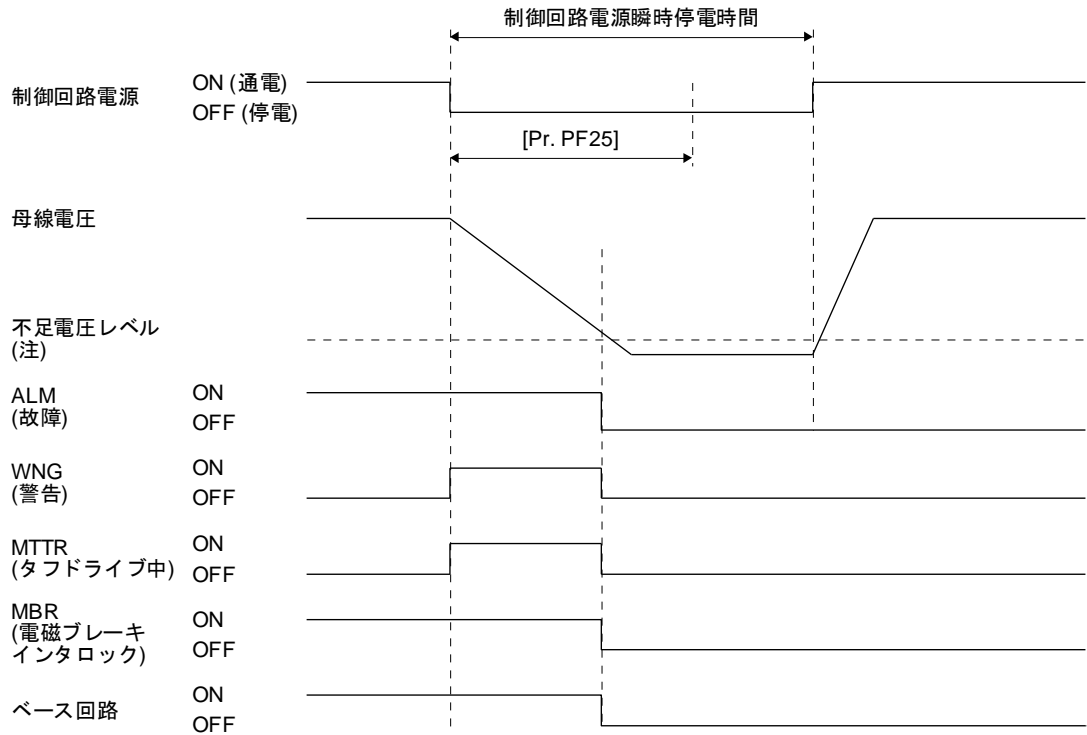 制御回路電源瞬時停電時間
制御回路電源
ON (通電)
OFF (停電)
[Pr. PF25]
母線電圧
不足電圧レベル
(注)
ALM
(故障)
ON
OFF
WNG
(警告)
ON
OFF
MTTR
(タフドライブ中)
ON
OFF
MBR
(電磁ブレーキ
インタロック)
ON
OFF
ベース回路
ON
OFF